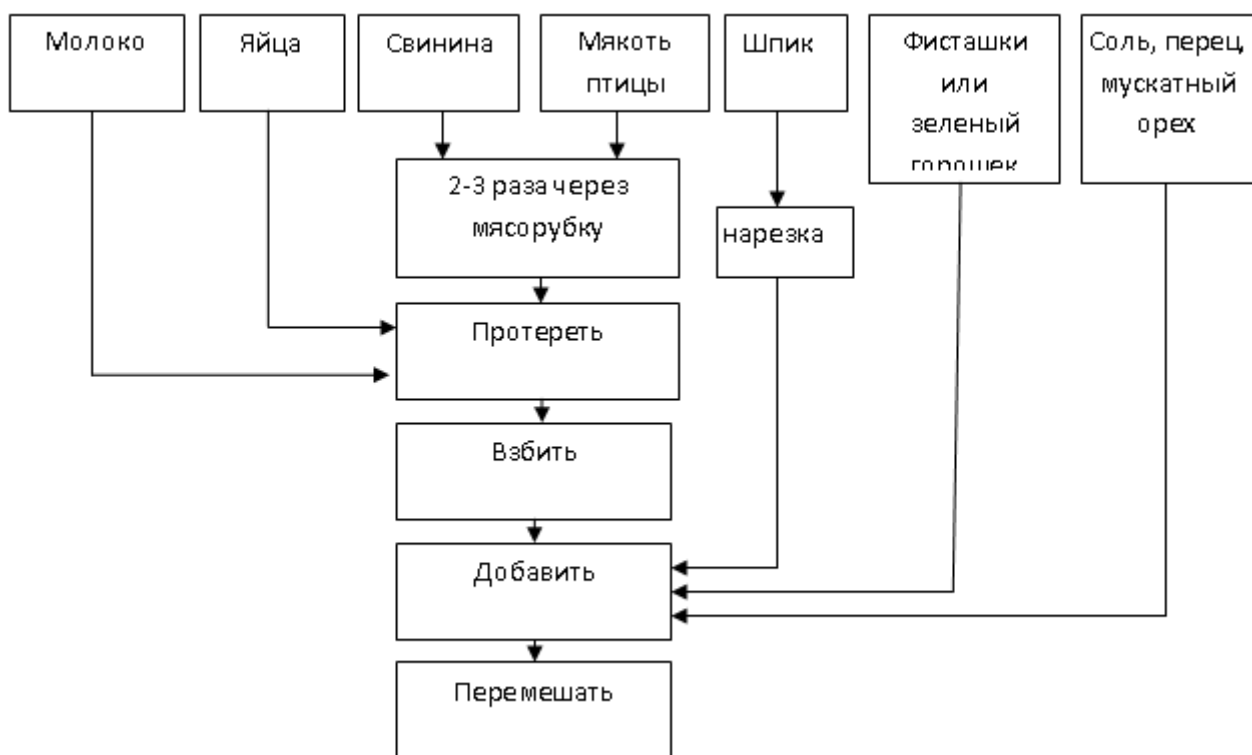 Молоко
Яйца
Свинина
Мякоть
птицы
Шпик
Фисташки
или
зеленый
горошек
Соль, перец,
мускатный
орех
2-3 раза через
мясорубку
нарезка
Протереть
Взбить
Добавить
Перемешать